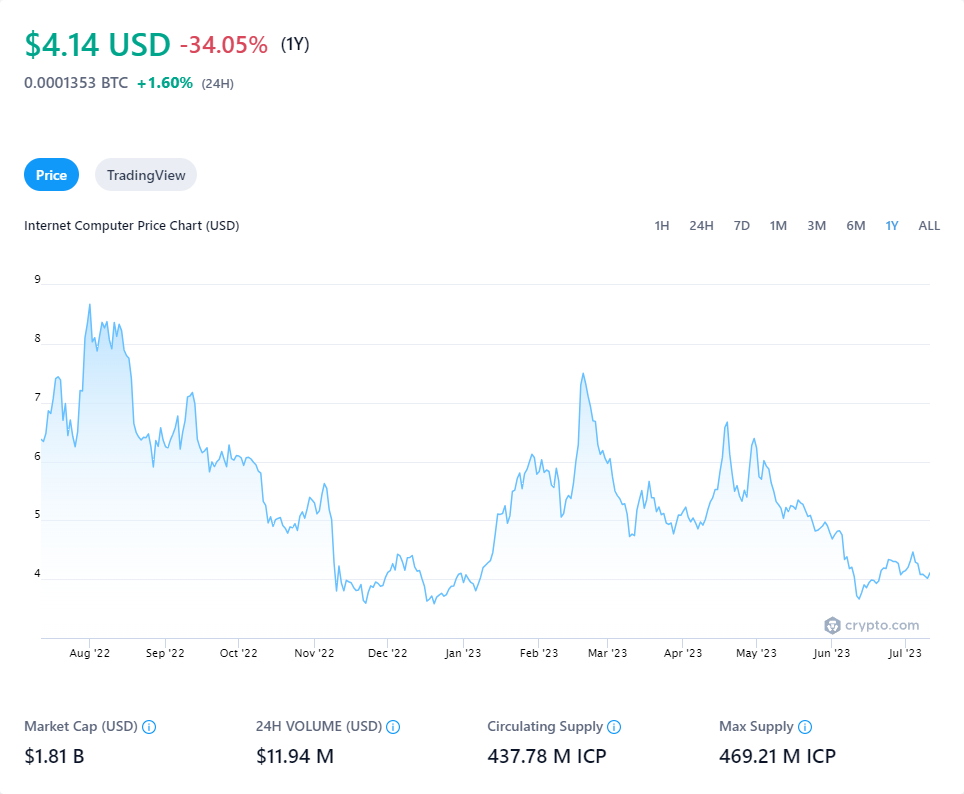 $4.14 USD -34.05% (1Y)
0.0001353 BTC +1.60% (24H)
Price TradingView
Internet Computer Price Chart (USD) 1H 24H 7D 1M 3M 6M 1Y ALL
9
8
7
6
5
4
crypto.com
Aug '22 Sep '22 Oct '22 Nov '22 Dec '22 Jan '23 Feb '23 Mar '23 Apr '23 May '23 Jun '23 Jul '23
Market Cap (USD) 24H VOLUME (USD) Circulating Supply Max Supply
$1.81 B $11.94 M 437.78 M ICP 469.21 M ICP